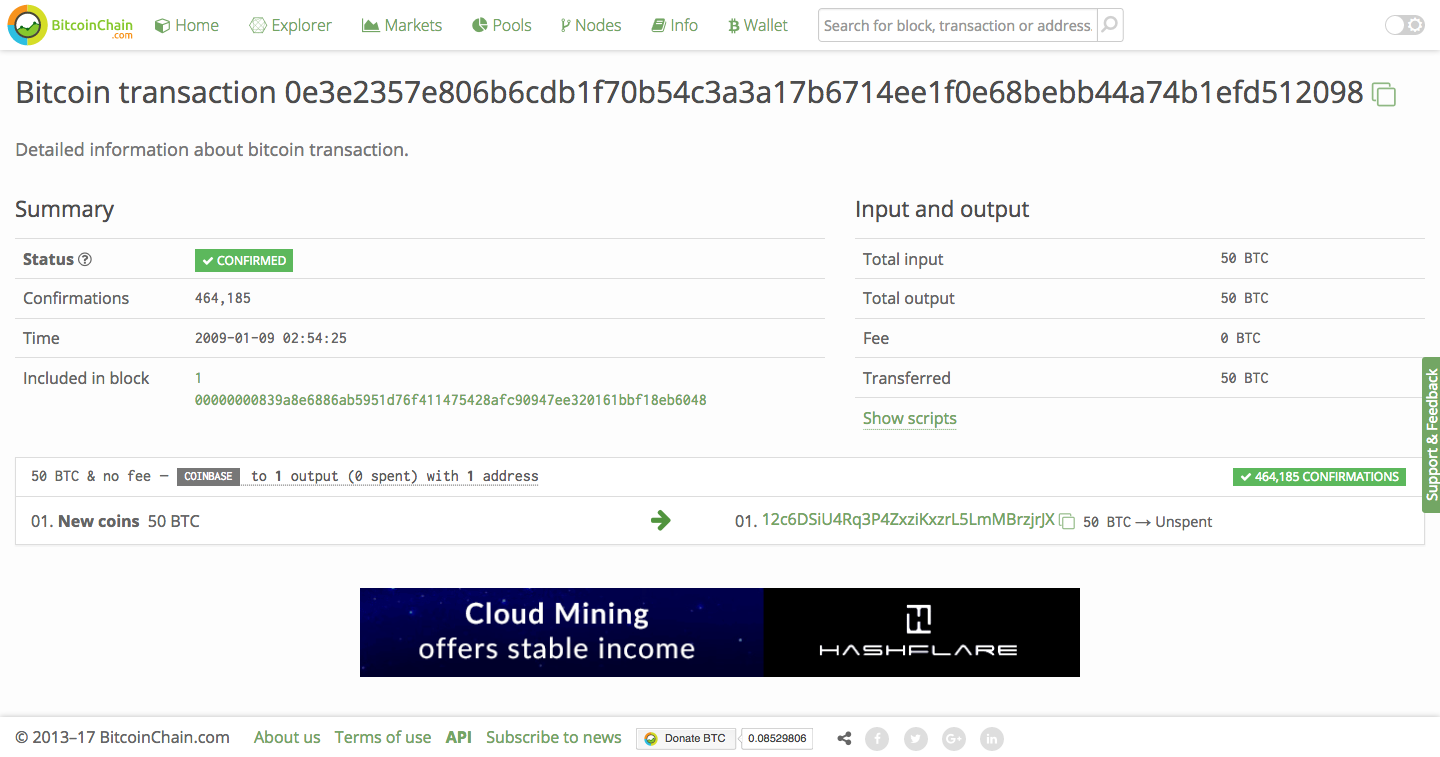 BitcoinChain .com Home Explorer Markets Pools Nodes Info Wallet Search for block, transaction or address.
Bitcoin transaction 0e3e2357e806b6cdb1f70b54c3a3a17b6714ee1f0e68bebb44a74b1efd512098
Detailed information about bitcoin transaction.
Summary
Status ? CONFIRMED
Confirmations 464,185
Time 2009-01-09 02:54:25
Included in block 1
00000000839a8e6886ab5951d76f411475428afc90947ee320161bbf18eb6048
Input and output
Total input 50 BTC
Total output 50 BTC
Fee 0 BTC
Transferred 50 BTC
Show scripts
Support & Feedback
50 BTC & no fee — COINBASE to 1 output (0 spent) with 1 address 464,185 CONFIRMATIONS
01. New coins 50 BTC 01. 12c6DSiU4Rq3P4ZxziKxzrL5LmMBrzjrJX 50 BTC → Unspent
Cloud Mining
offers stable income
HASHFLARE
© 2013–17 BitcoinChain.com About us Terms of use API Subscribe to news Donate BTC 0.08529806